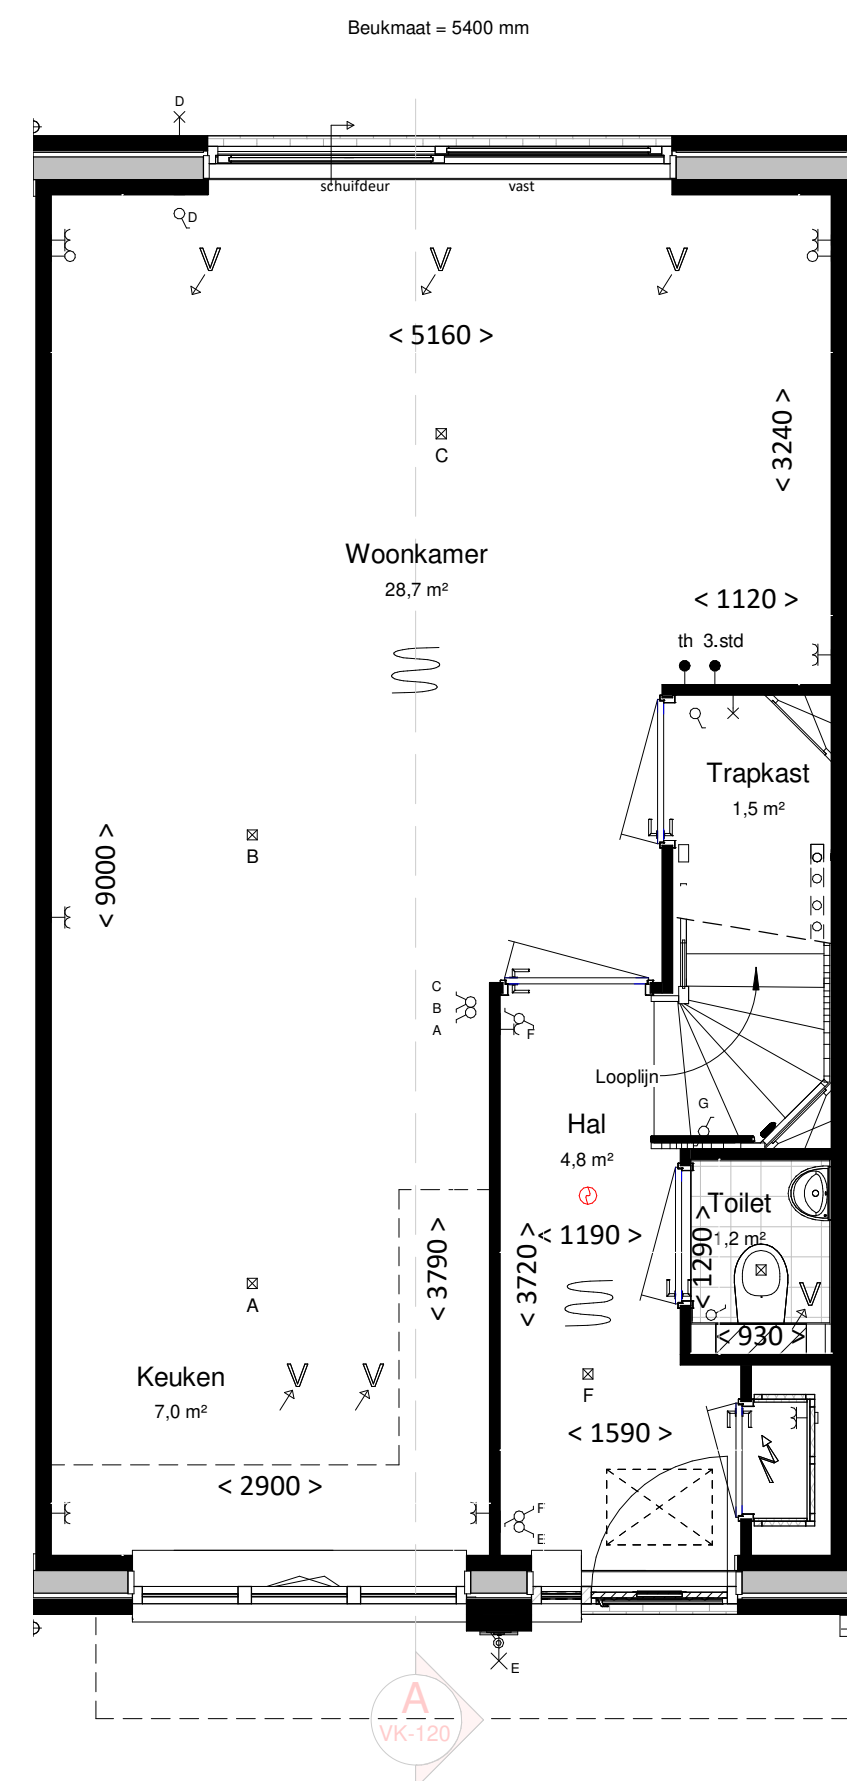 Beukmaat = 5400 mm
D
schuifdeur
vast
D
V
V
V
< 5160 >
< 3240 >
C
Woonkamer
28,7 m²
< 1120 >
th 3.std
Trapkast
1,5 m²
B
< 9000 >
C
B
A
F
Looplijn
G
Hal
4,8 m²
Toilet
1,2 m²
< 1190 >
< 1290 >
< 3790 >
< 3720 >
A
V
< 930 >
Keuken
7,0 m²
V
V
F
< 1590 >
< 2900 >
F
E
E
A
VK-120